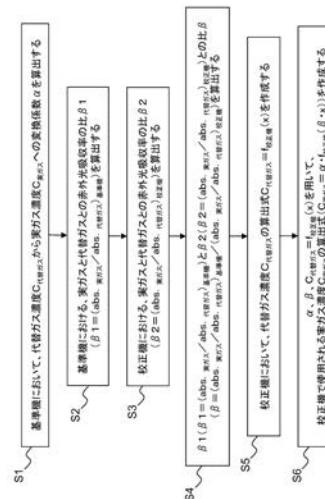 S1
基準機において、代替ガス濃度C代替ガスから実ガス濃度C実ガスへの変換係数αを算出する
S2
基準機における、実ガスと代替ガスとの赤外光吸収率の比β1
(β1=(abs. 実ガス/abs. 代替ガス)基準機)を算出する
S3
校正機における、実ガスと代替ガスとの赤外光吸収率の比β2
(β2=(abs. 実ガス/abs. 代替ガス)校正機)を算出する
S4
β1(β1=(abs. 実ガス/abs. 代替ガス)基準機)とβ2(β2=(abs. 実ガス/abs. 代替ガス)校正機)との比β
(β=(abs. 実ガス/abs. 代替ガス)基準機/(abs. 実ガス/abs. 代替ガス)校正機)を算出する
S5
校正機において、代替ガス濃度C代替ガスの算出式C代替ガス=f校正機(x)を作成する
S6
α、β、C代替ガス=f校正機(x)を用いて、
校正機で使用される実ガス濃度C実ガスの算出式